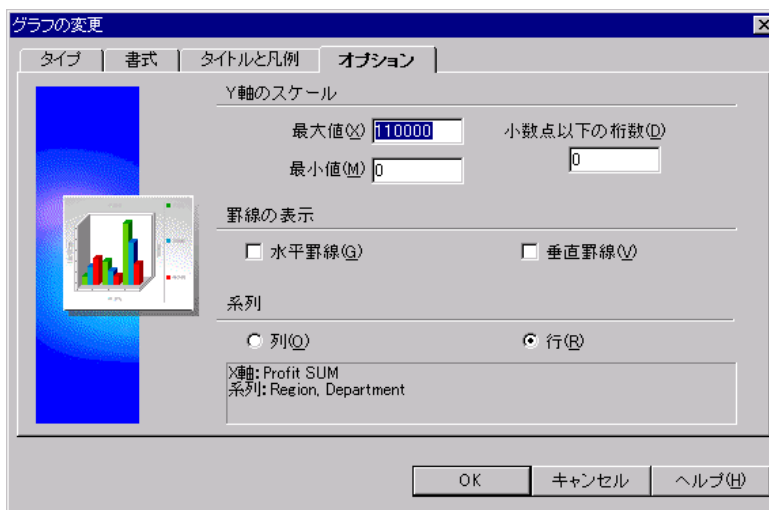 グラフの変更
タイプ 書式 タイトルと凡例 オプション
Y軸のスケール
最大値(X) 110000 小数点以下の桁数(D)
最小値(M) 0 0
罫線の表示
水平罫線(G) 垂直罫線(V)
系列
列(O) 行(R)
X軸: Profit SUM
系列: Region, Department
OK キャンセル ヘルプ(H)